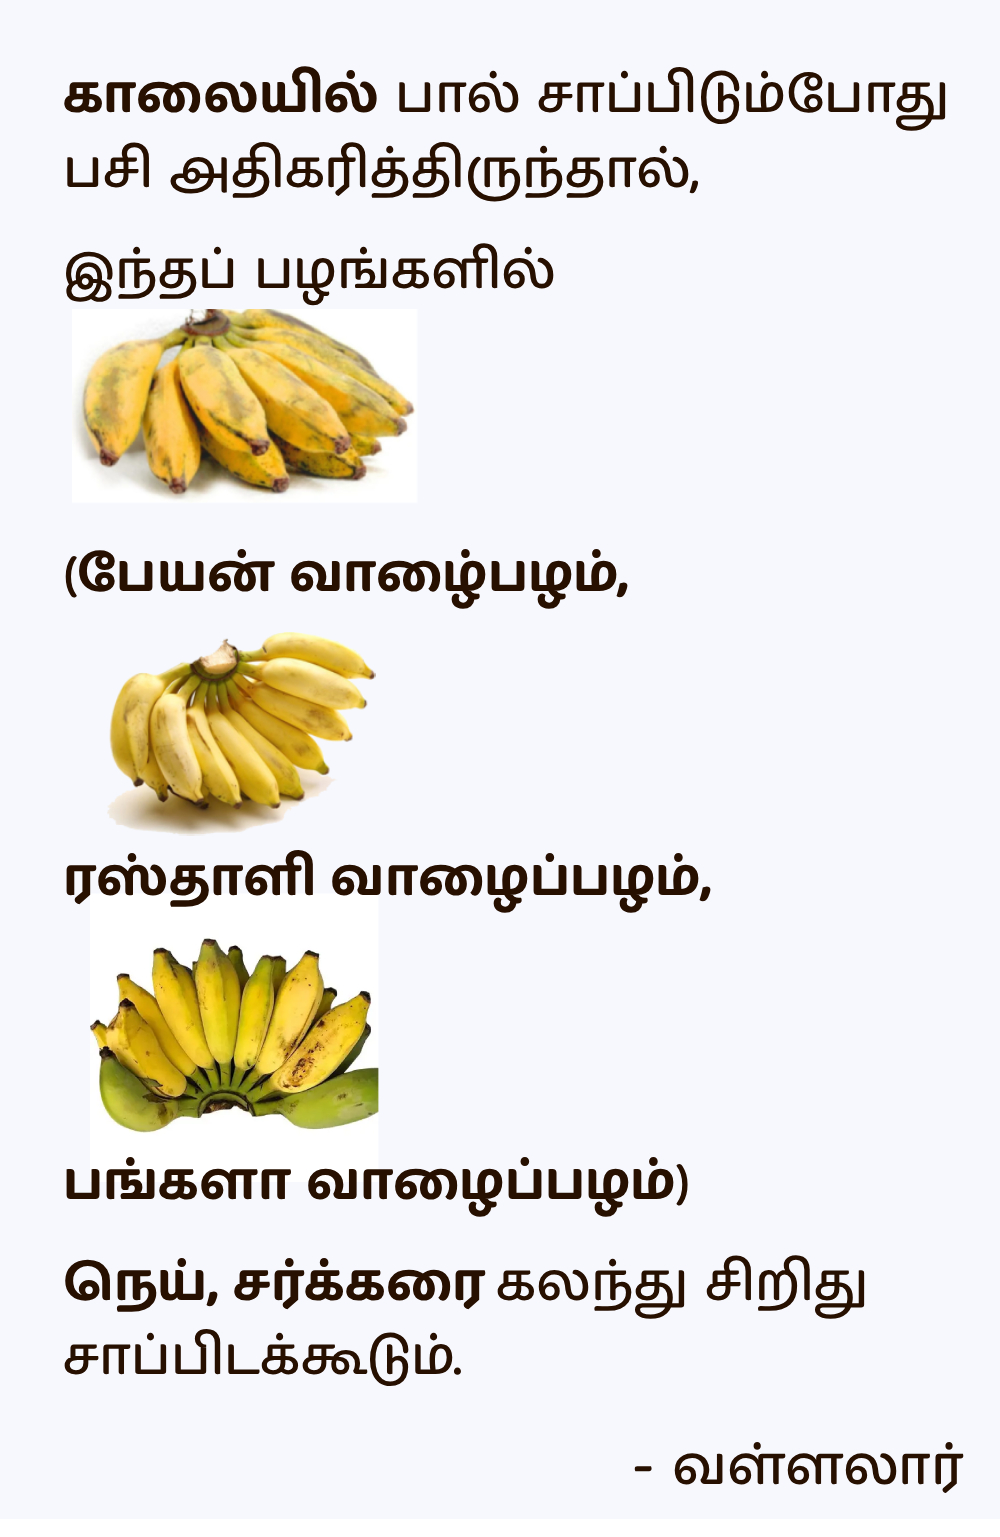 காலையில் பால் சாப்பிடும்போது
பசி அதிகரித்திருந்தால்,
இந்தப் பழங்களில்
(பேயன் வாழை்பழம்,
ரஸ்தாளி வாழைப்பழம்,
பங்களா வாழைப்பழம்)
நெய், சர்க்கரை கலந்து சிறிது
சாப்பிடக்கூடும்.
- வள்ளலார்